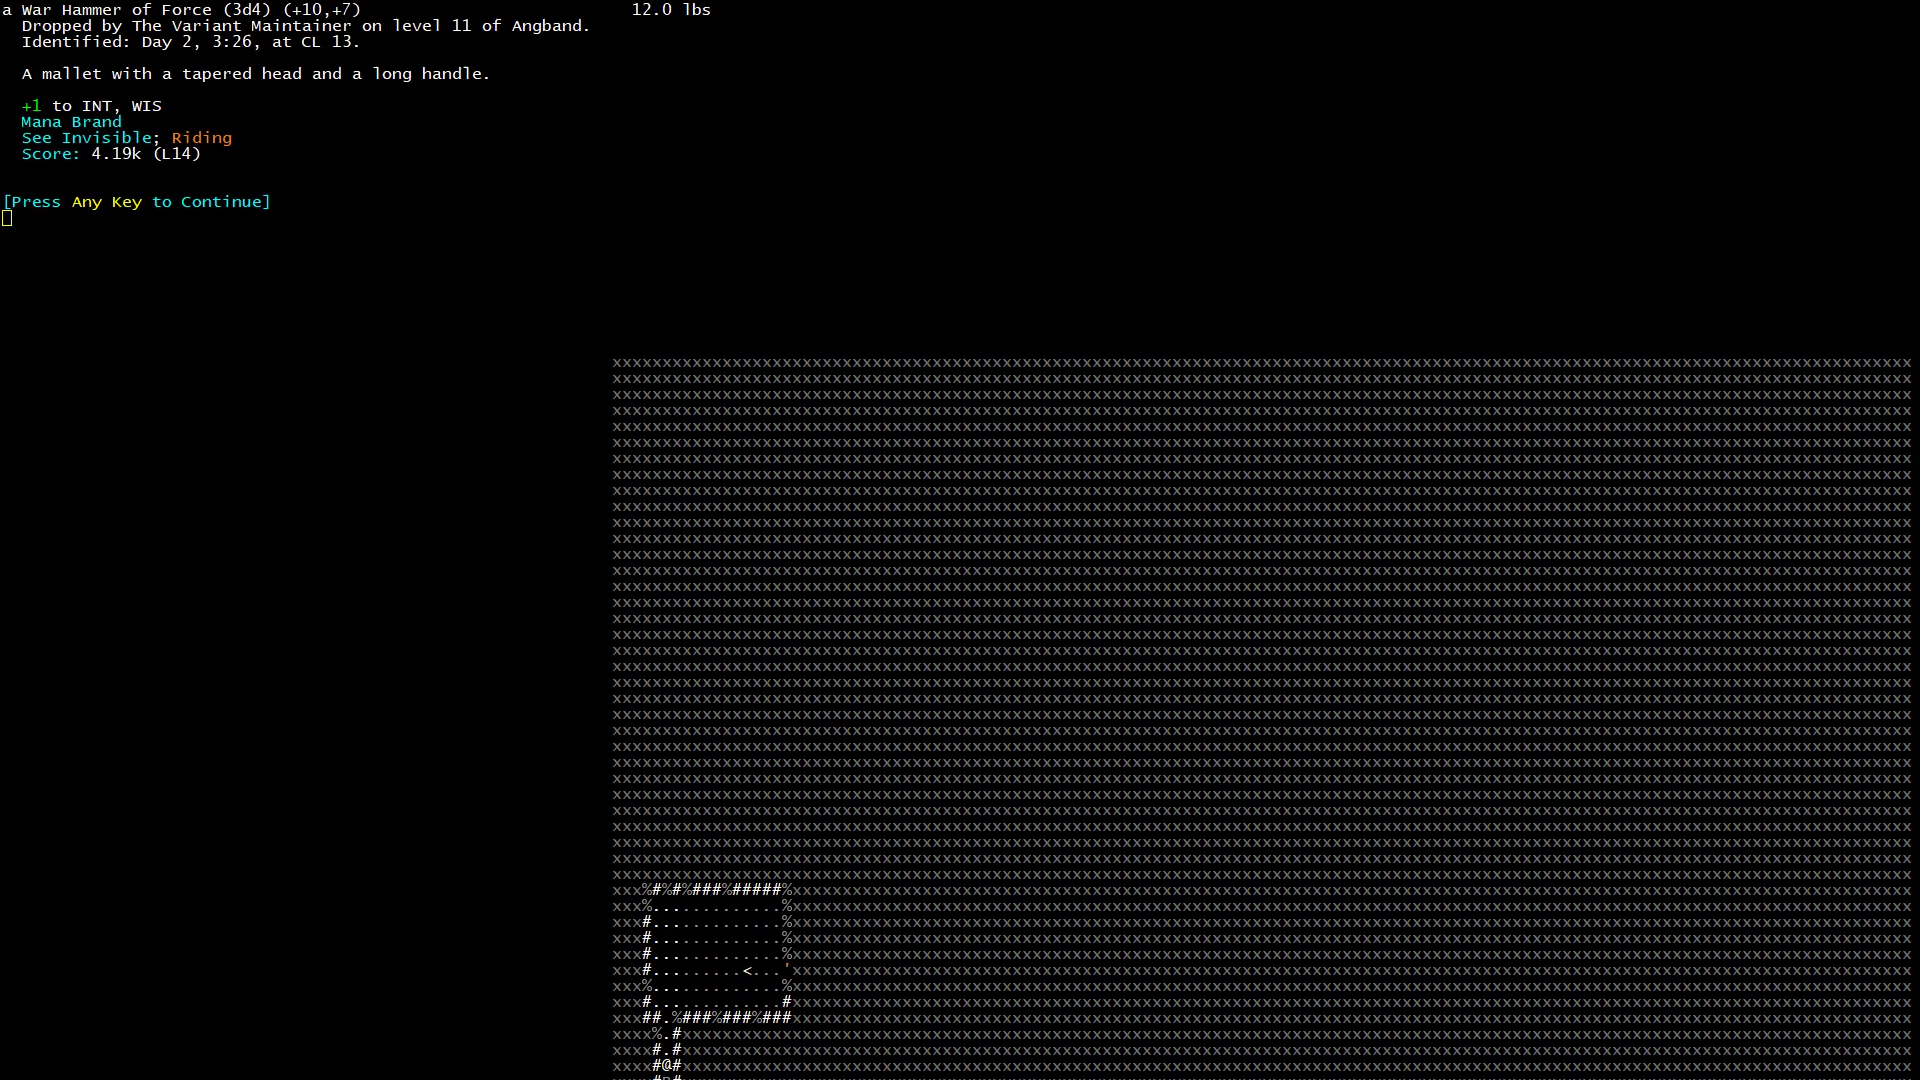 a War Hammer of Force (3d4) (+10,+7) 12.0 lbs
Dropped by The Variant Maintainer on level 11 of Angband.
Identified: Day 2, 3:26, at CL 13.
A mallet with a tapered head and a long handle.
+1 to INT, WIS
Mana Brand
See Invisible; Riding
Score: 4.19k (L14)
[Press Any Key to Continue]